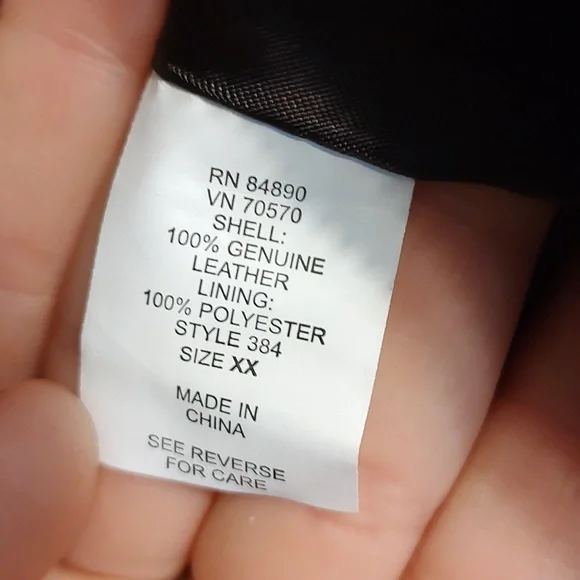 RN 84890
VN 70570
SHELL:
100% GENUINE
LEATHER
LINING:
100% POLYESTER
STYLE 384
SIZE XX
MADE IN
CHINA
SEE REVERSE
FOR CARE